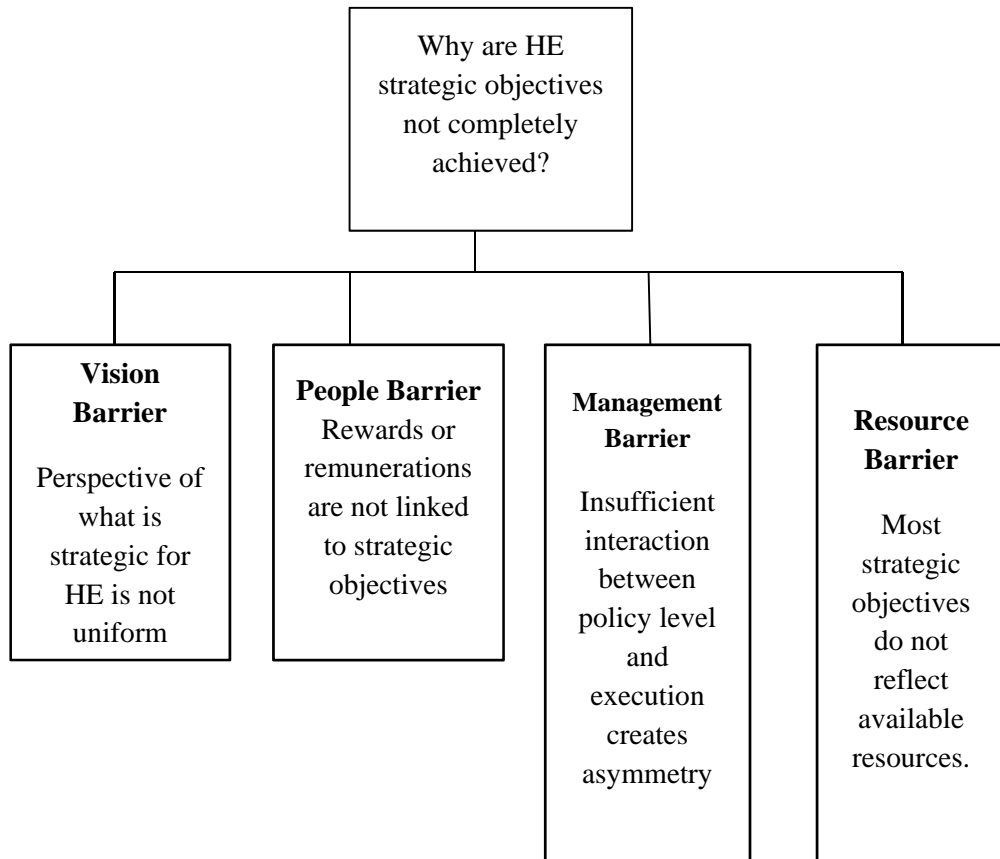 Why are HE
strategic objectives
not completely
achieved?
Vision
Barrier
Perspective of
what is
strategic for
HE is not
uniform
People Barrier
Rewards or
remunerations
are not linked
to strategic
objectives
Management
Barrier
Insufficient
interaction
between
policy level
and
execution
creates
asymmetry
Resource
Barrier
Most
strategic
objectives
do not
reflect
available
resources.